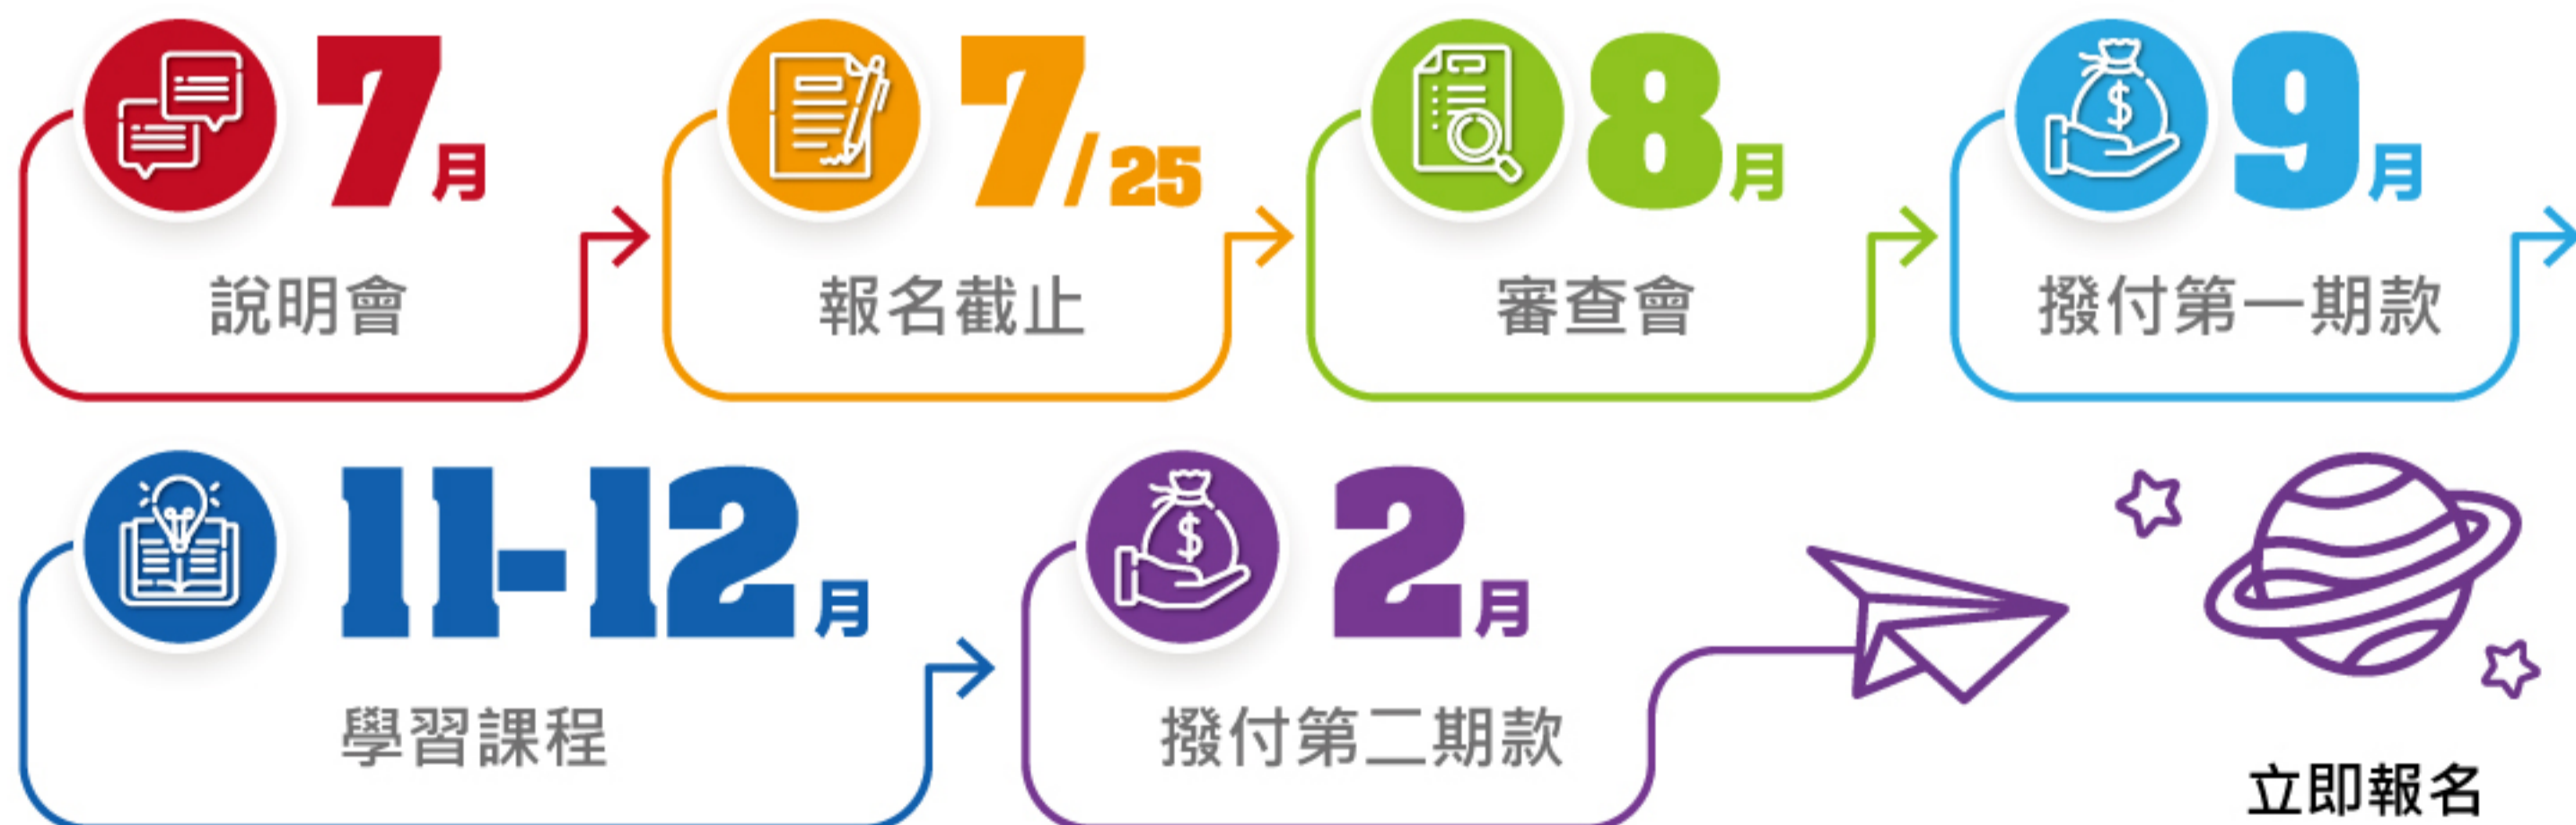 7月
說明會
7/25
報名截止
8月
審查會
9月
撥付第一期款
11-12月
學習課程
2月
撥付第二期款
立即報名